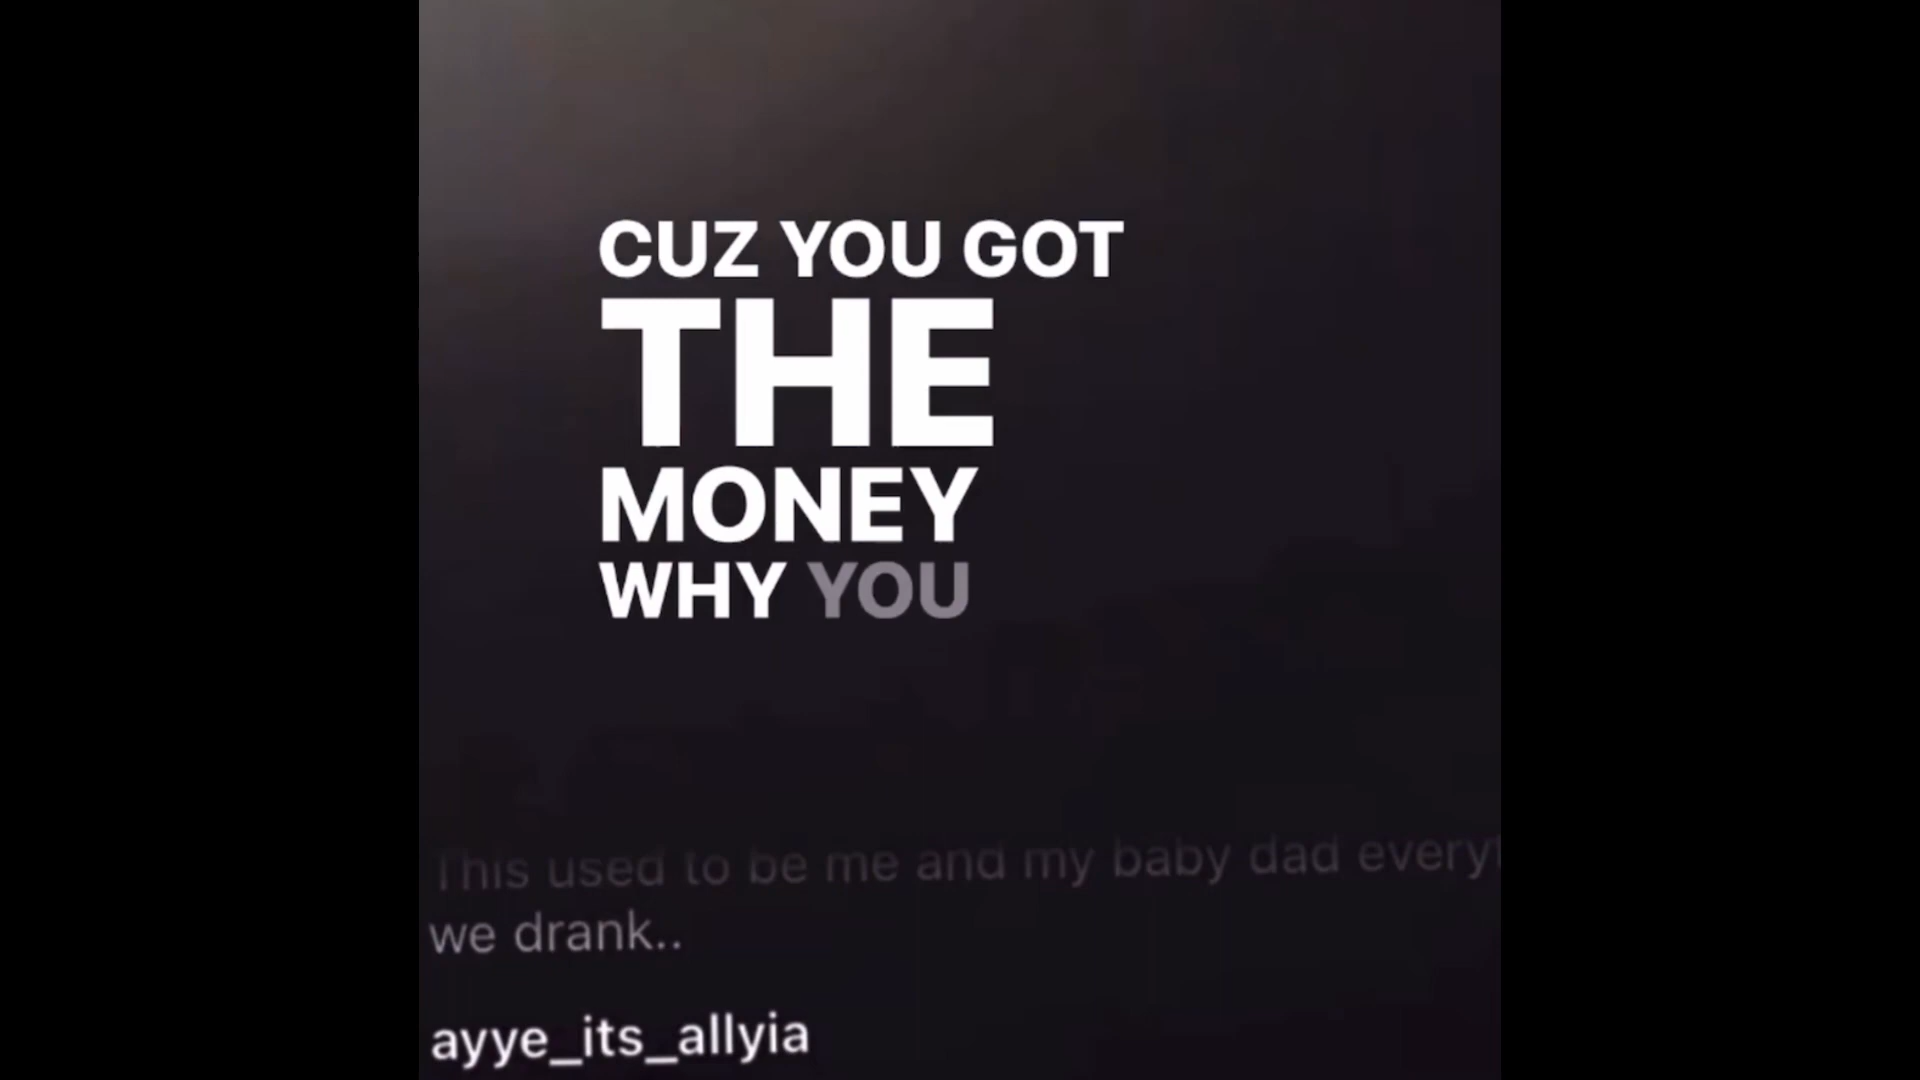 CUZ YOU GOT
THE
MONEY
WHY YOU
This used to be me and my baby dad
we drank..
ayye_its_allyia